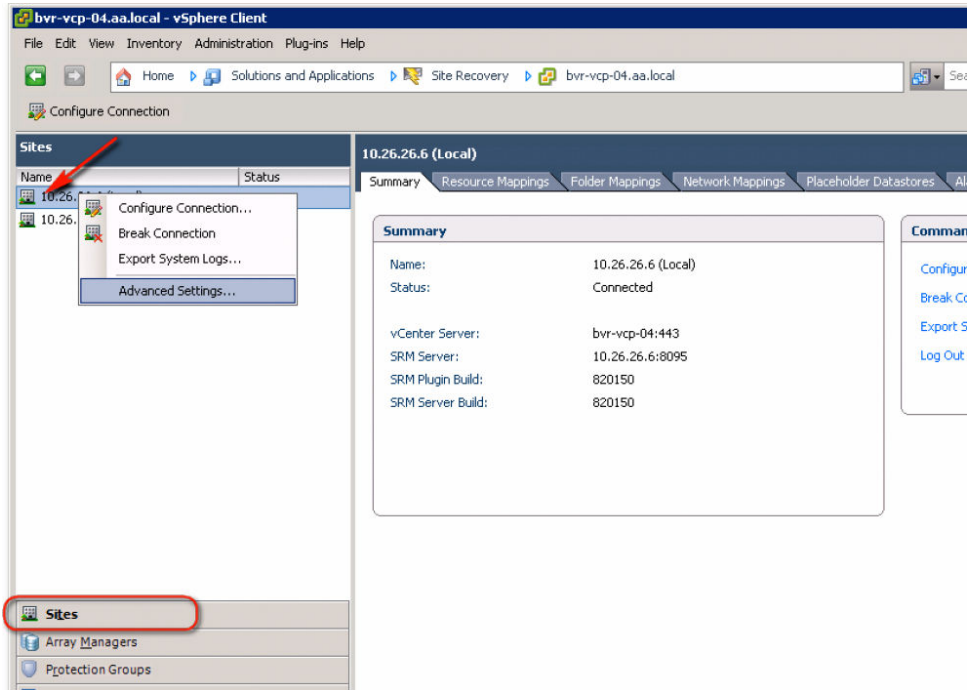 bvr-vcp-04.aa.local - vSphere Client
File Edit View Inventory Administration Plug-ins Help
Home Solutions and Applications Site Recovery bvr-vcp-04.aa.local
Configure Connection
Sites
Name Status
10.26.
10.26.
Configure Connection...
Break Connection
Export System Logs...
Advanced Settings...
10.26.26.6 (Local)
Summary Resource Mappings Folder Mappings Network Mappings Placeholder Datastores
Summary
Name: 10.26.26.6 (Local)
Status: Connected
vCenter Server: bvr-vcp-04:443
SRM Server: 10.26.26.6:8095
SRM Plugin Build: 820150
SRM Server Build: 820150
Comman
Configur
Break Co
Export S
Log Out
Sites
Array Managers
Protection Groups